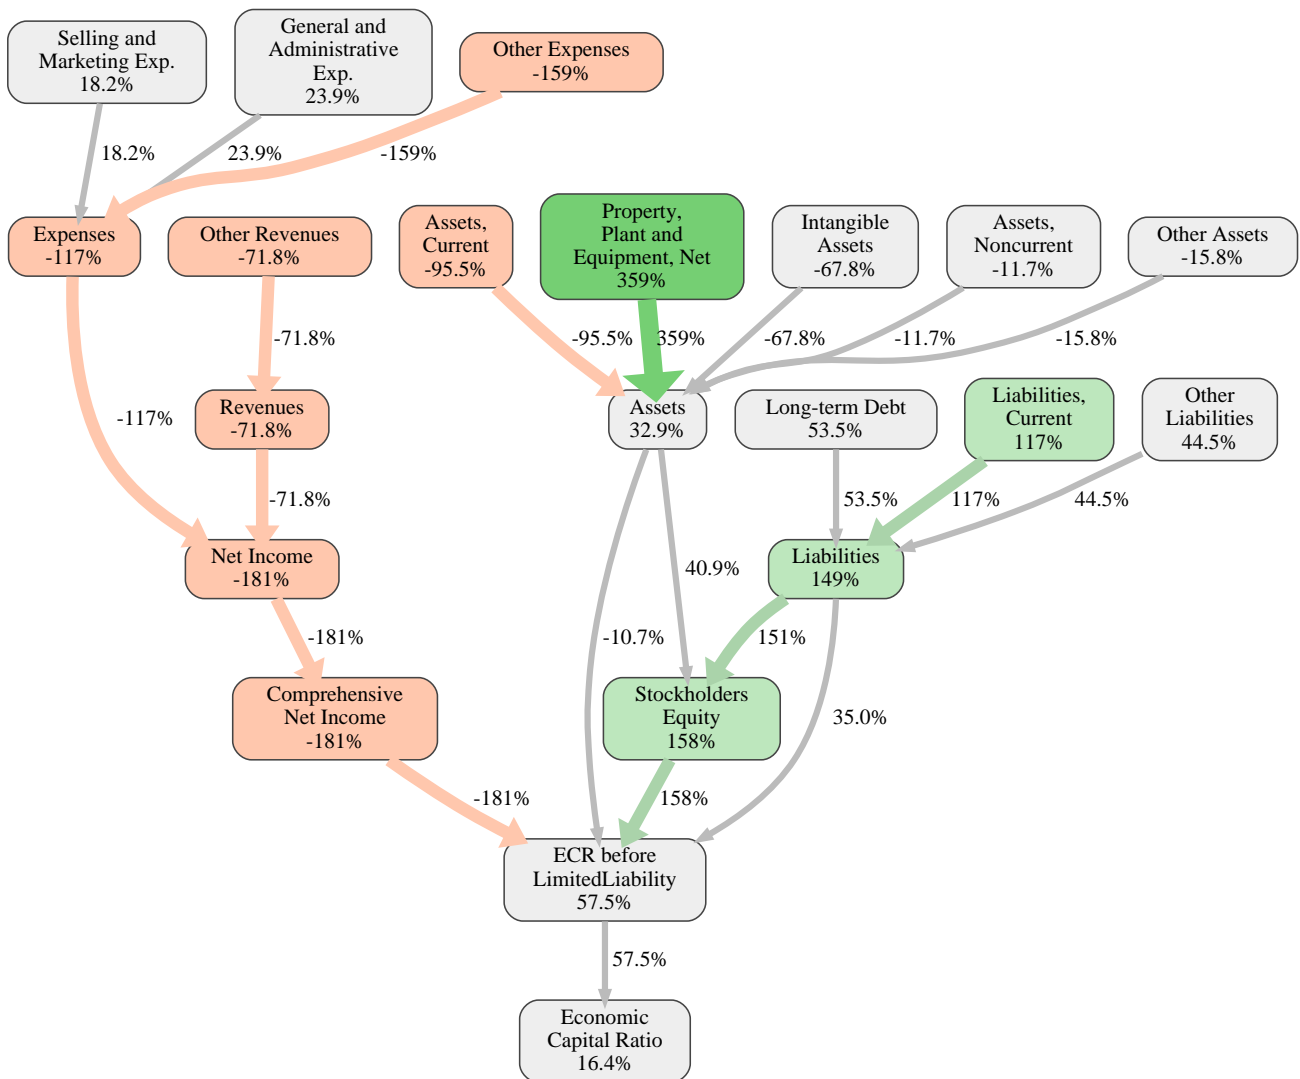 Selling and
Marketing Exp.
18.2%
General and
Administrative
Exp.
23.9%
Other Expenses
-159%
18.2%
23.9%
-159%
Expenses
-117%
Other Revenues
-71.8%
Assets,
Current
-95.5%
Property,
Plant and
Equipment, Net
359%
Intangible
Assets
-67.8%
Assets,
Noncurrent
-11.7%
Other Assets
-15.8%
-71.8%
-95.5%
359%
-67.8%
-11.7%
-15.8%
-117%
Revenues
-71.8%
Assets
32.9%
Long-term Debt
53.5%
Liabilities,
Current
117%
Other
Liabilities
44.5%
-71.8%
53.5%
117%
44.5%
Net Income
-181%
40.9%
Liabilities
149%
-181%
-10.7%
151%
Comprehensive
Net Income
-181%
Stockholders
Equity
158%
35.0%
-181%
158%
ECR before
LimitedLiability
57.5%
57.5%
Economic
Capital Ratio
16.4%